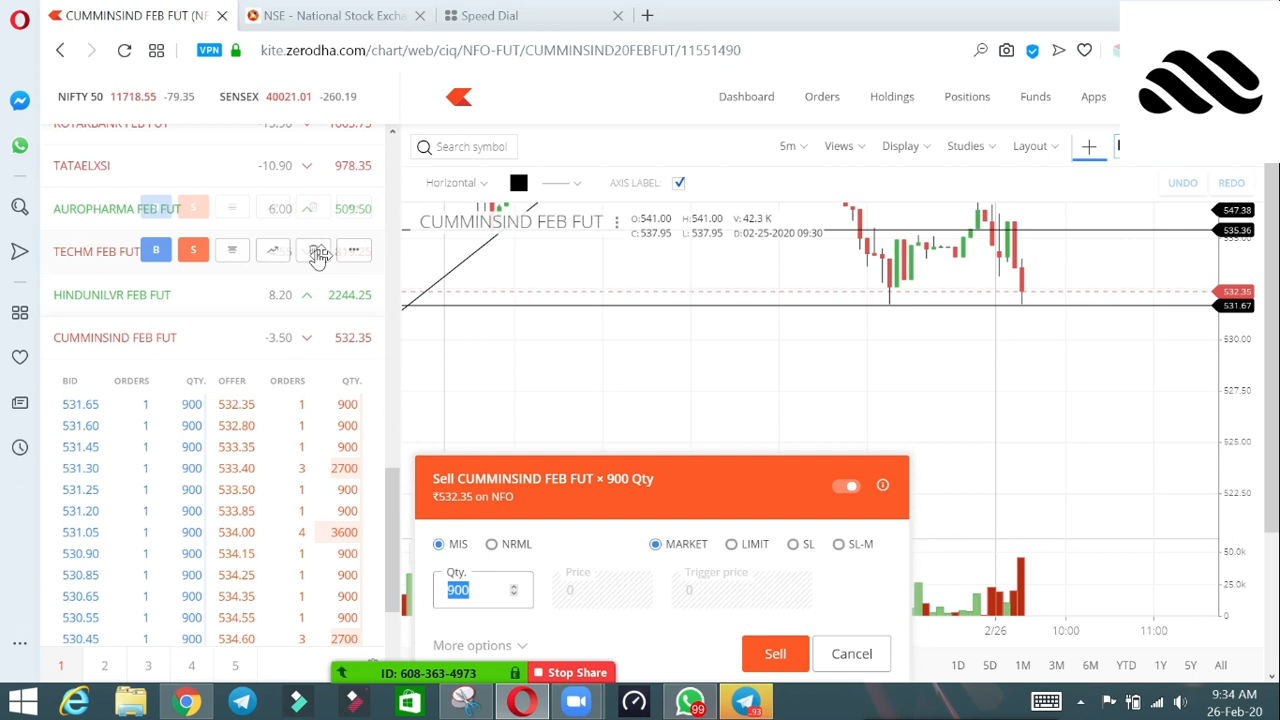 CUMMINSIND FEB FUT (NF
NSE - National Stock Excha
Speed Dial
VPN
kite.zerodha.com/chart/web/ciq/NFO-FUT/CUMMINSIND20FEBFUT/11551490
NIFTY 50 11718.55 -79.35 SENSEX 40021.01 -260.19
Dashboard Orders Holdings Positions Funds Apps
KOTAKBANK FEB FUT -15.90 1665.75
TATAELXSI -10.90 978.35
AUROPHARMA FEB FUT S 6.00 509.50
TECHM FEB FUT B S
HINDUNILVR FEB FUT 8.20 2244.25
CUMMINSIND FEB FUT -3.50 532.35
BID ORDERS QTY. OFFER ORDERS QTY.
531.65 1 900 532.35 1 900
531.60 1 900 532.80 1 900
531.45 1 900 533.35 1 900
531.30 1 900 533.40 3 2700
531.25 1 900 533.50 1 900
531.20 1 900 533.85 1 900
531.05 1 900 534.00 4 3600
530.90 1 900 534.15 1 900
530.85 1 900 534.25 1 900
530.65 1 900 534.35 1 900
530.55 1 900 534.55 1 900
530.45 1 900 534.60 3 2700
1 2 3 4 5
Search symbol
5m Views Display Studies Layout
Horizontal AXIS LABEL: UNDO REDO
CUMMINSIND FEB FUT
O:541.00 H:541.00 V: 42.3 K
C:537.95 L:537.95 D: 02-25-2020 09:30
547.38
535.36
535.00
532.35
531.67
530.00
527.50
525.00
522.50
50.0k
25.0k
0
2/26 10:00 11:00
Sell CUMMINSIND FEB FUT × 900 Qty
₹532.35 on NFO
MIS NRML MARKET LIMIT SL SL-M
Qty. Price Trigger price
900 0 0
More options
Sell Cancel
1D 5D 1M 3M 6M YTD 1Y 5Y All
ID: 608-363-4973 Stop Share
99
93
9:34 AM
26-Feb-20